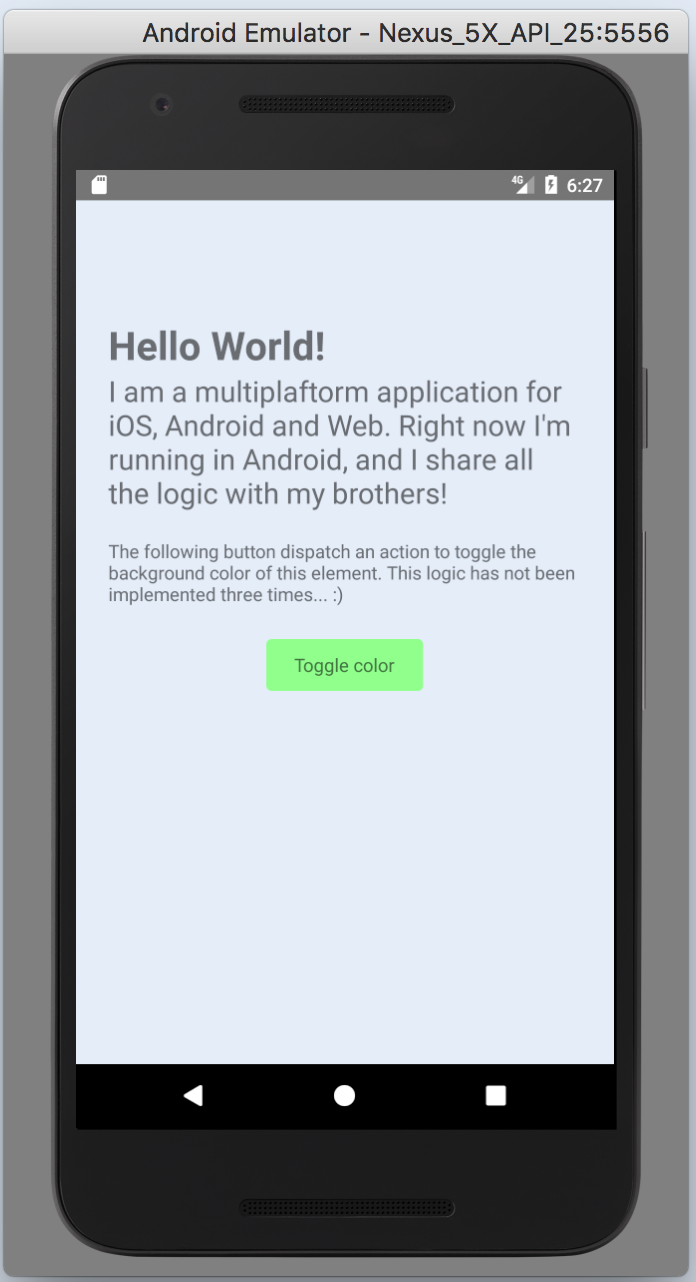 Android Emulator - Nexus_5X_API_25:5556
4G 6:27
Hello World!
I am a multiplaftorm application for
iOS, Android and Web. Right now I'm
running in Android, and I share all
the logic with my brothers!
The following button dispatch an action to toggle the
background color of this element. This logic has not been
implemented three times... :)
Toggle color